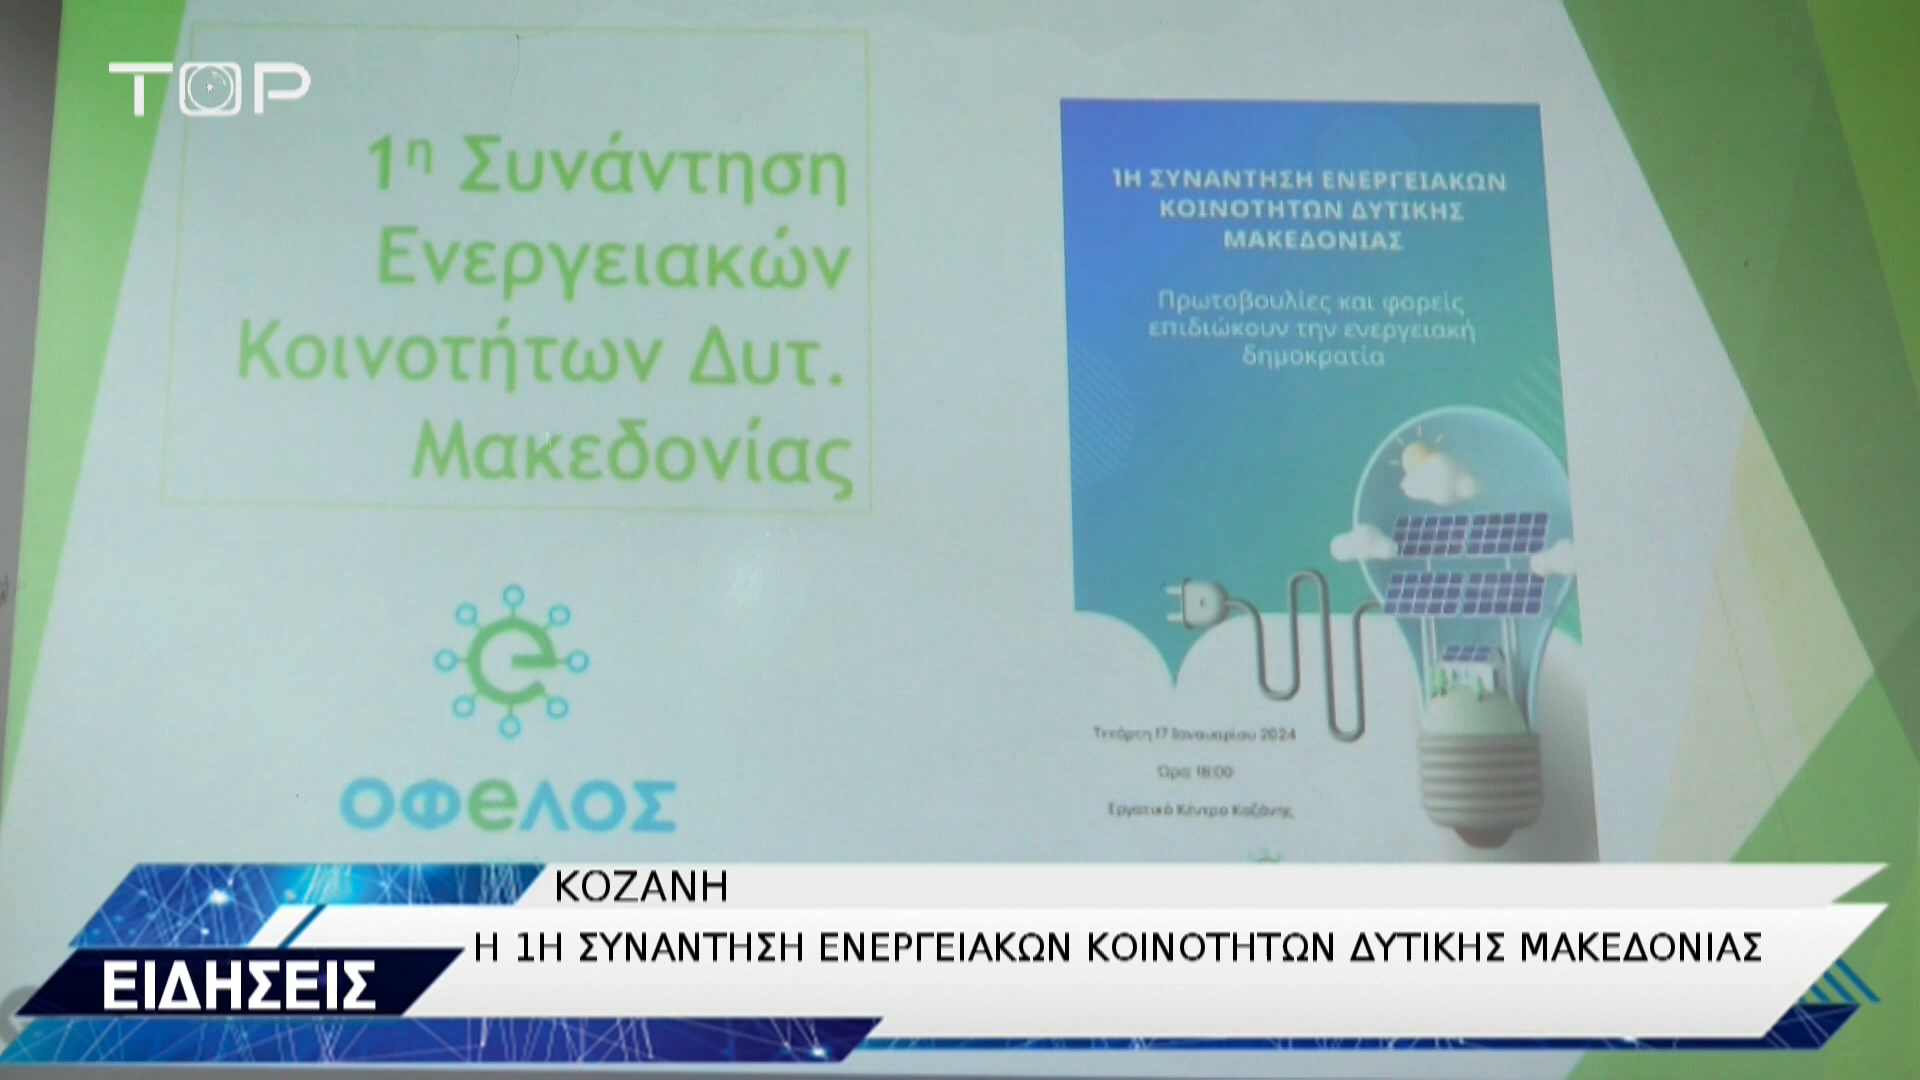 TOP
1η Συνάντηση
Ενεργειακών
Κοινοτήτων Δυτ.
Μακεδονίας
ΟΦeΛΟΣ
1Η ΣΥΝΑΝΤΗΣΗ ΕΝΕΡΓΕΙΑΚΩΝ
ΚΟΙΝΟΤΗΤΩΝ ΔΥΤΙΚΗΣ
ΜΑΚΕΔΟΝΙΑΣ
Πρωτοβουλίες και φορείς
επιδιώκουν την ενεργειακή
δημοκρατία
Τετάρτη 17 Ιανουαρίου 2024
Ώρα: 18:00
Εργατικό Κέντρο Κοζάνης
ΚΟΖΑΝΗ
Η 1Η ΣΥΝΑΝΤΗΣΗ ΕΝΕΡΓΕΙΑΚΩΝ ΚΟΙΝΟΤΗΤΩΝ ΔΥΤΙΚΗΣ ΜΑΚΕΔΟΝΙΑΣ
ΕΙΔΗΣΕΙΣ